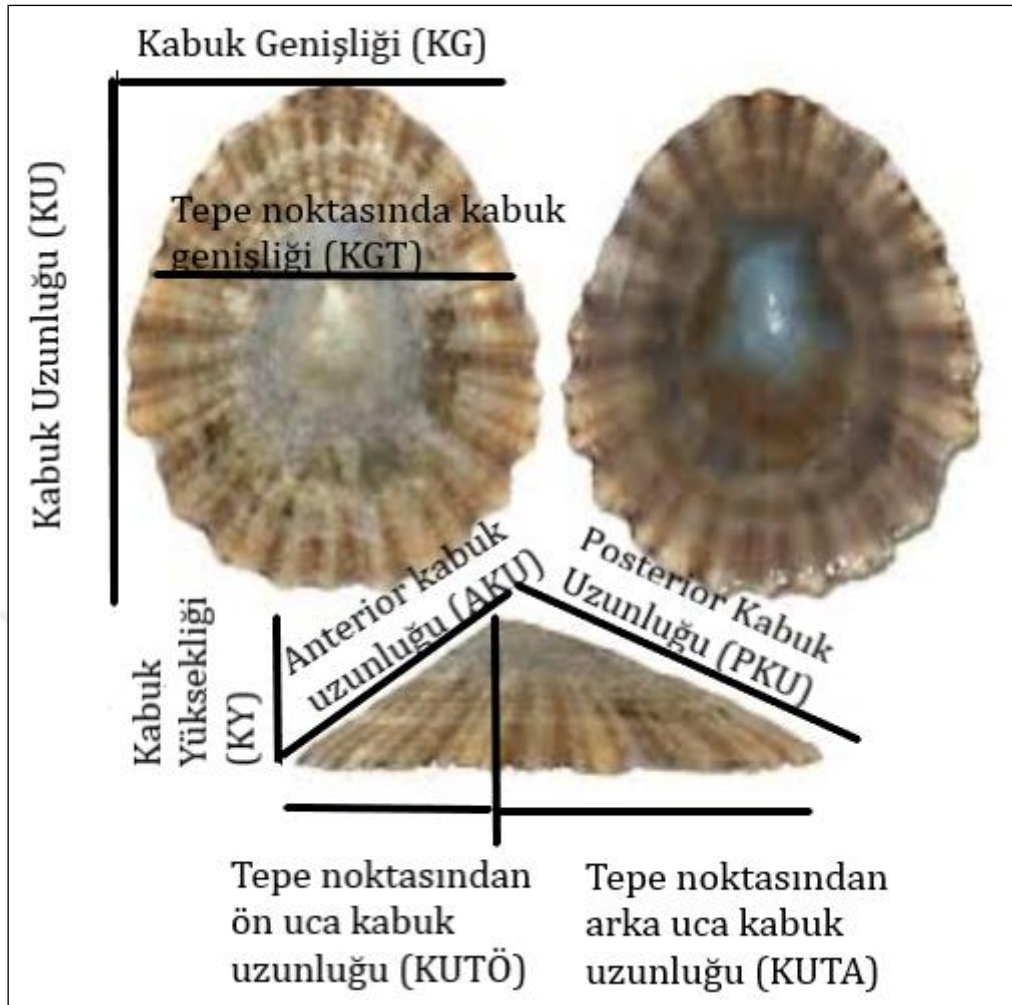 Kabuk Genişliği (KG)
Kabuk Uzunluğu (KU)
Tepe noktasında kabuk
genişliği (KGT)
Kabuk
Yüksekliği
(KY)
Anterior kabuk
uzunluğu (AKU)
Posterior Kabuk
Uzunluğu (PKU)
Tepe noktasından
ön uca kabuk
uzunluğu (KUTÖ)
Tepe noktasından
arka uca kabuk
uzunluğu (KUTA)